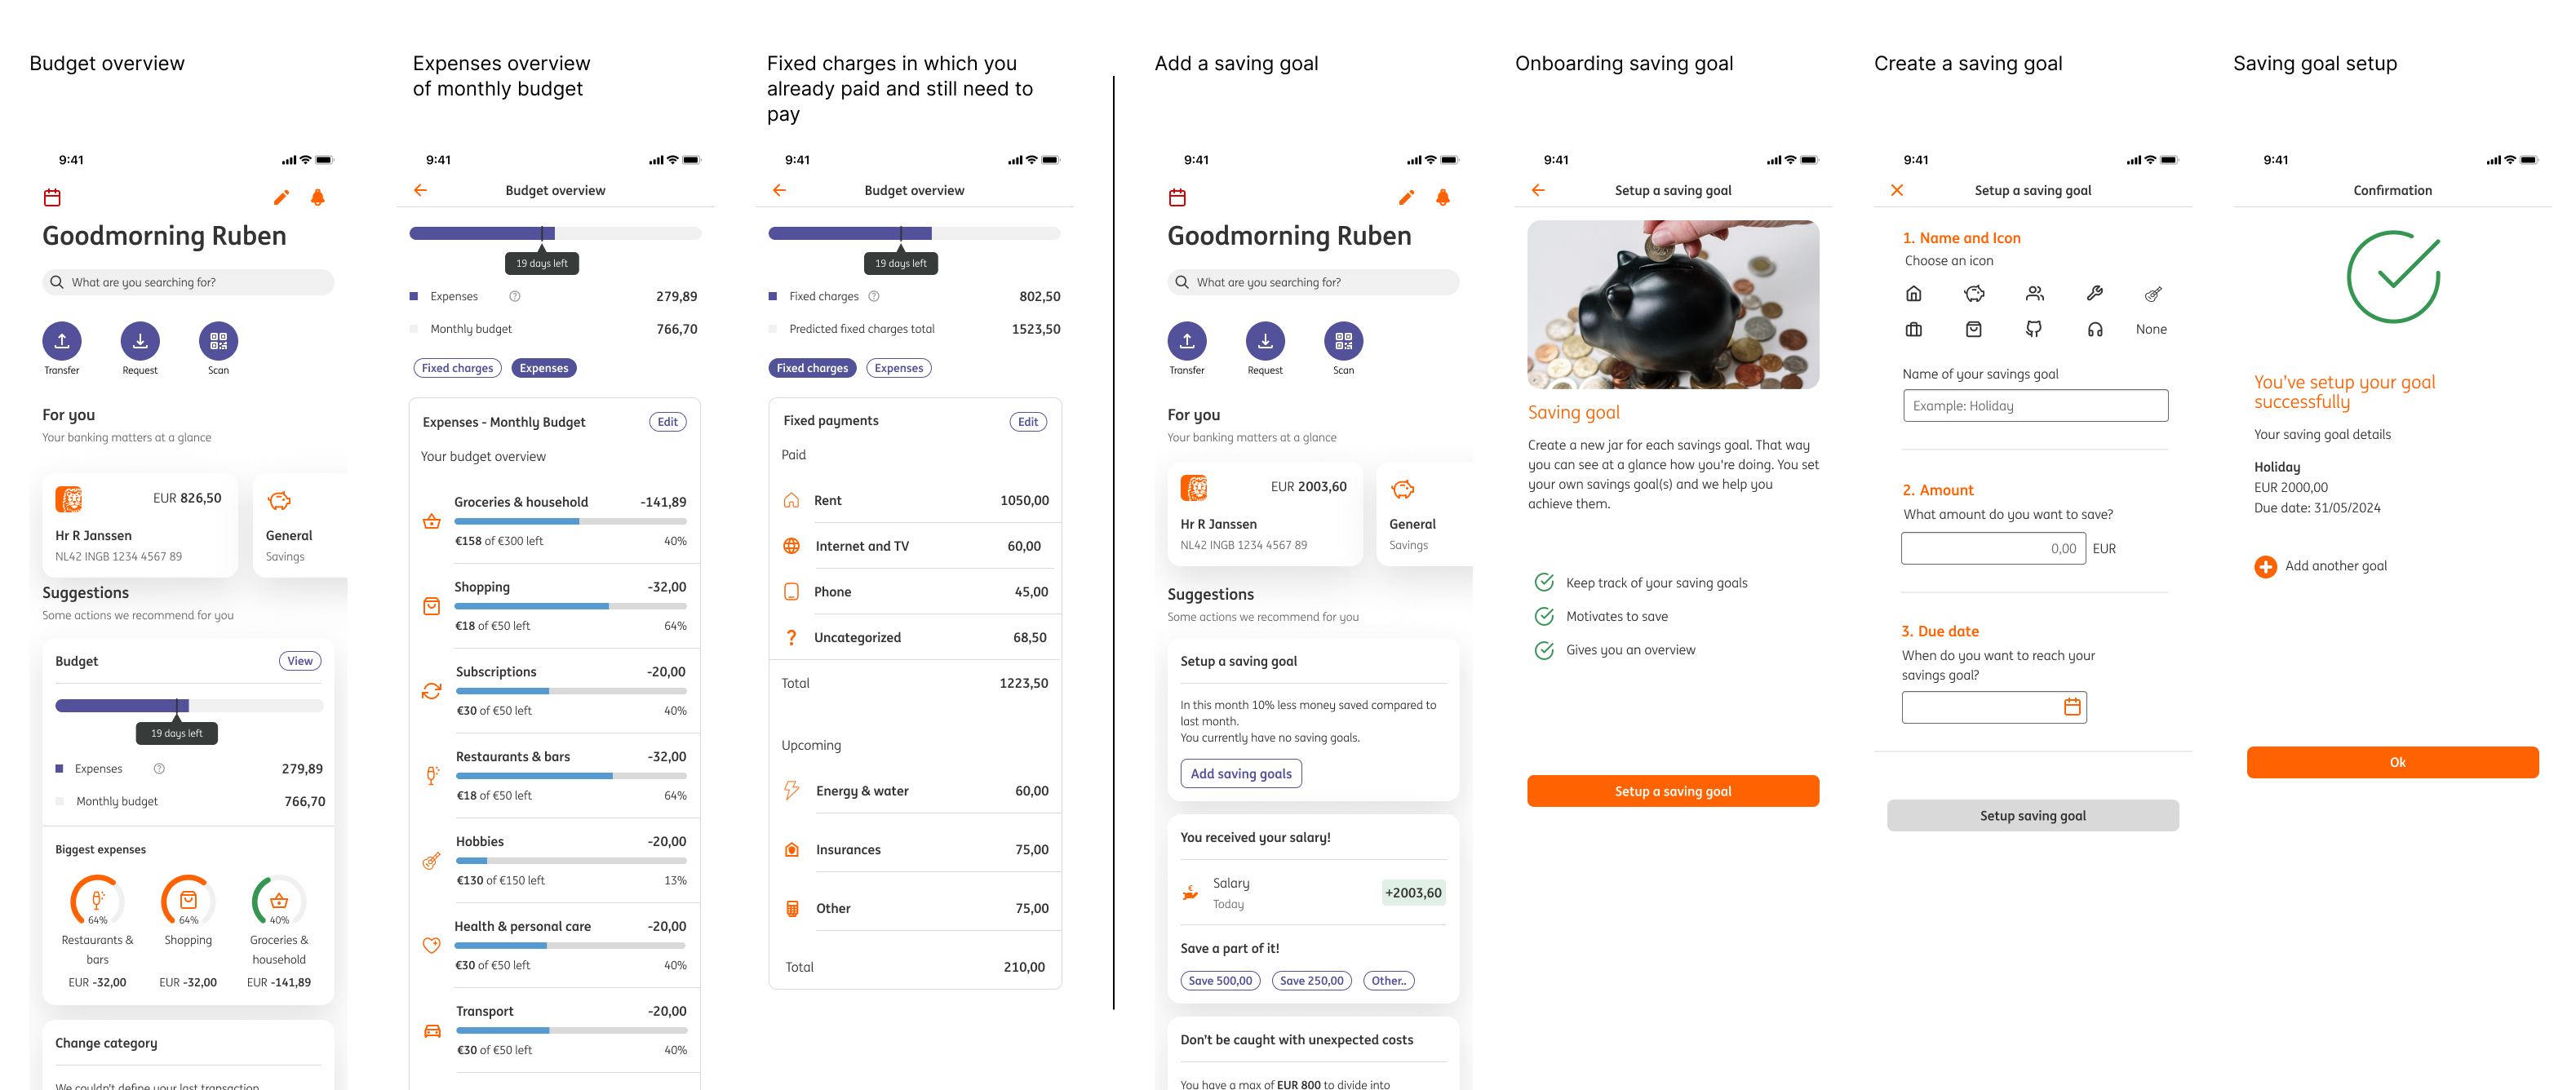 Budget overview
9:41
Goodmorning Ruben
What are you searching for?
Transfer
Request
Scan
For you
Your banking matters at a glance
EUR 826,50
Hr R Janssen
NL42 INGB 1234 4567 89
General
Savings
Suggestions
Some actions we recommend for you
Budget
View
19 days left
Expenses
279,89
Monthly budget
766,70
Biggest expenses
64%
64%
40%
Restaurants &
bars
Shopping
Groceries &
household
EUR -32,00
EUR -32,00
EUR -141,89
Change category
We couldn't define your last transaction
Expenses overview
of monthly budget
9:41
Budget overview
19 days left
Expenses
279,89
Monthly budget
766,70
Fixed charges
Expenses
Expenses - Monthly Budget
Edit
Your budget overview
Groceries & household
-141,89
€158 of €300 left
40%
Shopping
-32,00
€18 of €50 left
64%
Subscriptions
-20,00
€30 of €50 left
40%
Restaurants & bars
-32,00
€18 of €50 left
64%
Hobbies
-20,00
€130 of €150 left
13%
Health & personal care
-20,00
€30 of €50 left
40%
Transport
-20,00
€30 of €50 left
40%
Fixed charges in which you
already paid and still need to
pay
9:41
Budget overview
19 days left
Fixed charges
802,50
Predicted fixed charges total
1523,50
Fixed charges
Expenses
Fixed payments
Edit
Paid
Rent
1050,00
Internet and TV
60,00
Phone
45,00
Uncategorized
68,50
Total
1223,50
Upcoming
Energy & water
60,00
Insurances
75,00
Other
75,00
Total
210,00
Add a saving goal
9:41
Goodmorning Ruben
What are you searching for?
Transfer
Request
Scan
For you
Your banking matters at a glance
EUR 2003,60
Hr R Janssen
NL42 INGB 1234 4567 89
General
Savings
Suggestions
Some actions we recommend for you
Setup a saving goal
In this month 10% less money saved compared to
last month.
You currently have no saving goals.
Add saving goals
You received your salary!
Salary
Today
+2003,60
Save a part of it!
Save 500,00
Save 250,00
Other..
Don't be caught with unexpected costs
You have a max of EUR 800 to divide into
Onboarding saving goal
9:41
Setup a saving goal
Saving goal
Create a new jar for each savings goal. That way
you can see at a glance how you're doing. You set
your own savings goal(s) and we help you
achieve them.
Keep track of your saving goals
Motivates to save
Gives you an overview
Setup a saving goal
Create a saving goal
9:41
Setup a saving goal
1. Name and Icon
Choose an icon
None
Name of your savings goal
Example: Holiday
2. Amount
What amount do you want to save?
0,00
EUR
3. Due date
When do you want to reach your
savings goal?
Setup saving goal
Saving goal setup
9:41
Confirmation
You've setup your goal
successfully
Your saving goal details
Holiday
EUR 2000,00
Due date: 31/05/2024
Add another goal
Ok